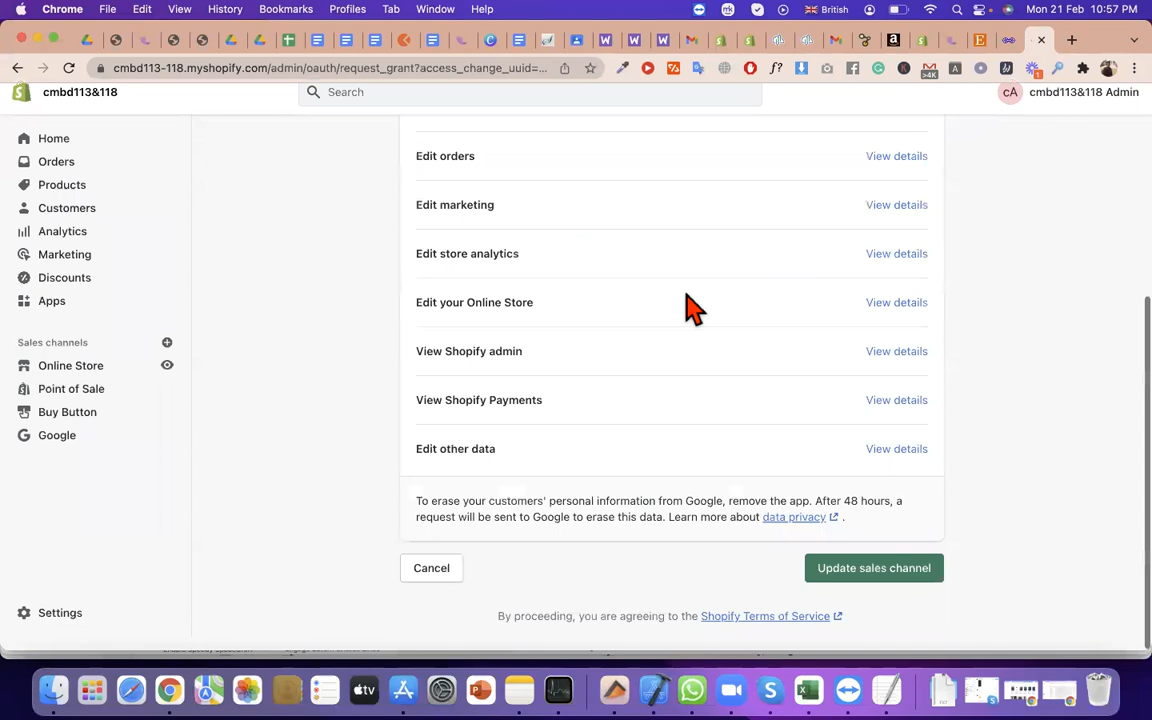 Chrome File Edit View History Bookmarks Profiles Tab Window Help British Mon 21 Feb 10:57 PM
cmbd113-118.myshopify.com/admin/oauth/request_grant?access_change_uuid=...
cmbd113&118
Search
cA cmbd113&118 Admin
Home
Orders
Products
Customers
Analytics
Marketing
Discounts
Apps
Sales channels
Online Store
Point of Sale
Buy Button
Google
Settings
Edit orders View details
Edit marketing View details
Edit store analytics View details
Edit your Online Store View details
View Shopify admin View details
View Shopify Payments View details
Edit other data View details
To erase your customers' personal information from Google, remove the app. After 48 hours, a
request will be sent to Google to erase this data. Learn more about data privacy .
Cancel Update sales channel
By proceeding, you are agreeing to the Shopify Terms of Service